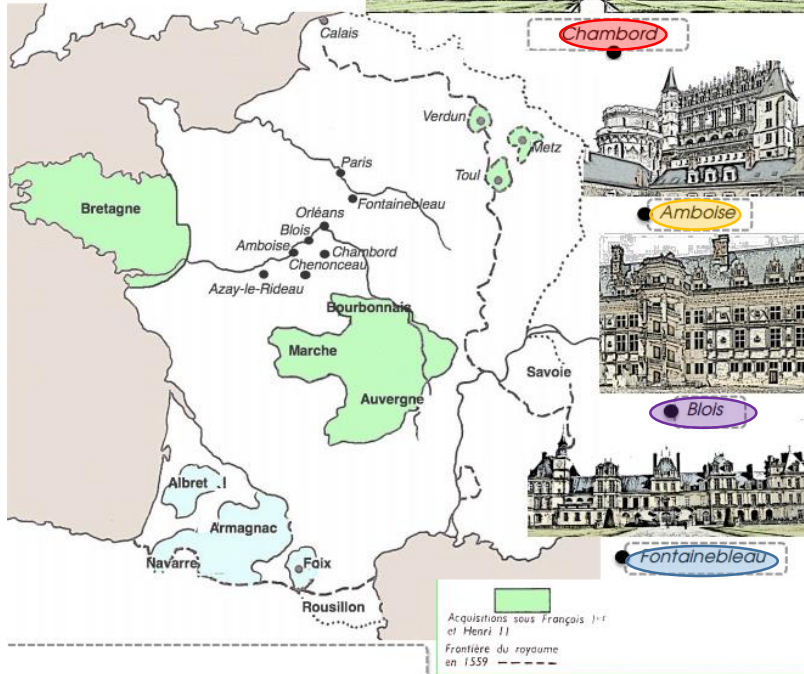 Calais
Verdun
Metz
Toul
Paris
Fontainebleau
Bretagne
Orléans
Blois
Amboise
Chambord
Chenonceau
Azay-le-Rideau
Bourbonnais
Marche
Auvergne
Savoie
Albret
Armagnac
Navarre
Foix
Rousillon
Chambord
Amboise
Blois
Fontainebleau
Acquisitions sous François 1er
et Henri II
Frontière du royaume
en 1559